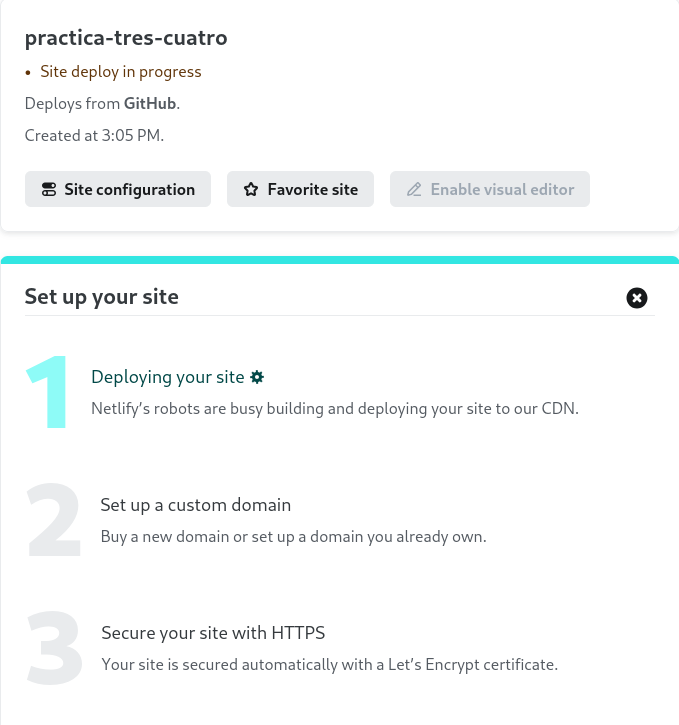 practica-tres-cuatro
• Site deploy in progress
Deploys from GitHub.
Created at 3:05 PM.
Site configuration
Favorite site
Enable visual editor
Set up your site
1
Deploying your site
Netlify’s robots are busy building and deploying your site to our CDN.
2
Set up a custom domain
Buy a new domain or set up a domain you already own.
3
Secure your site with HTTPS
Your site is secured automatically with a Let’s Encrypt certificate.